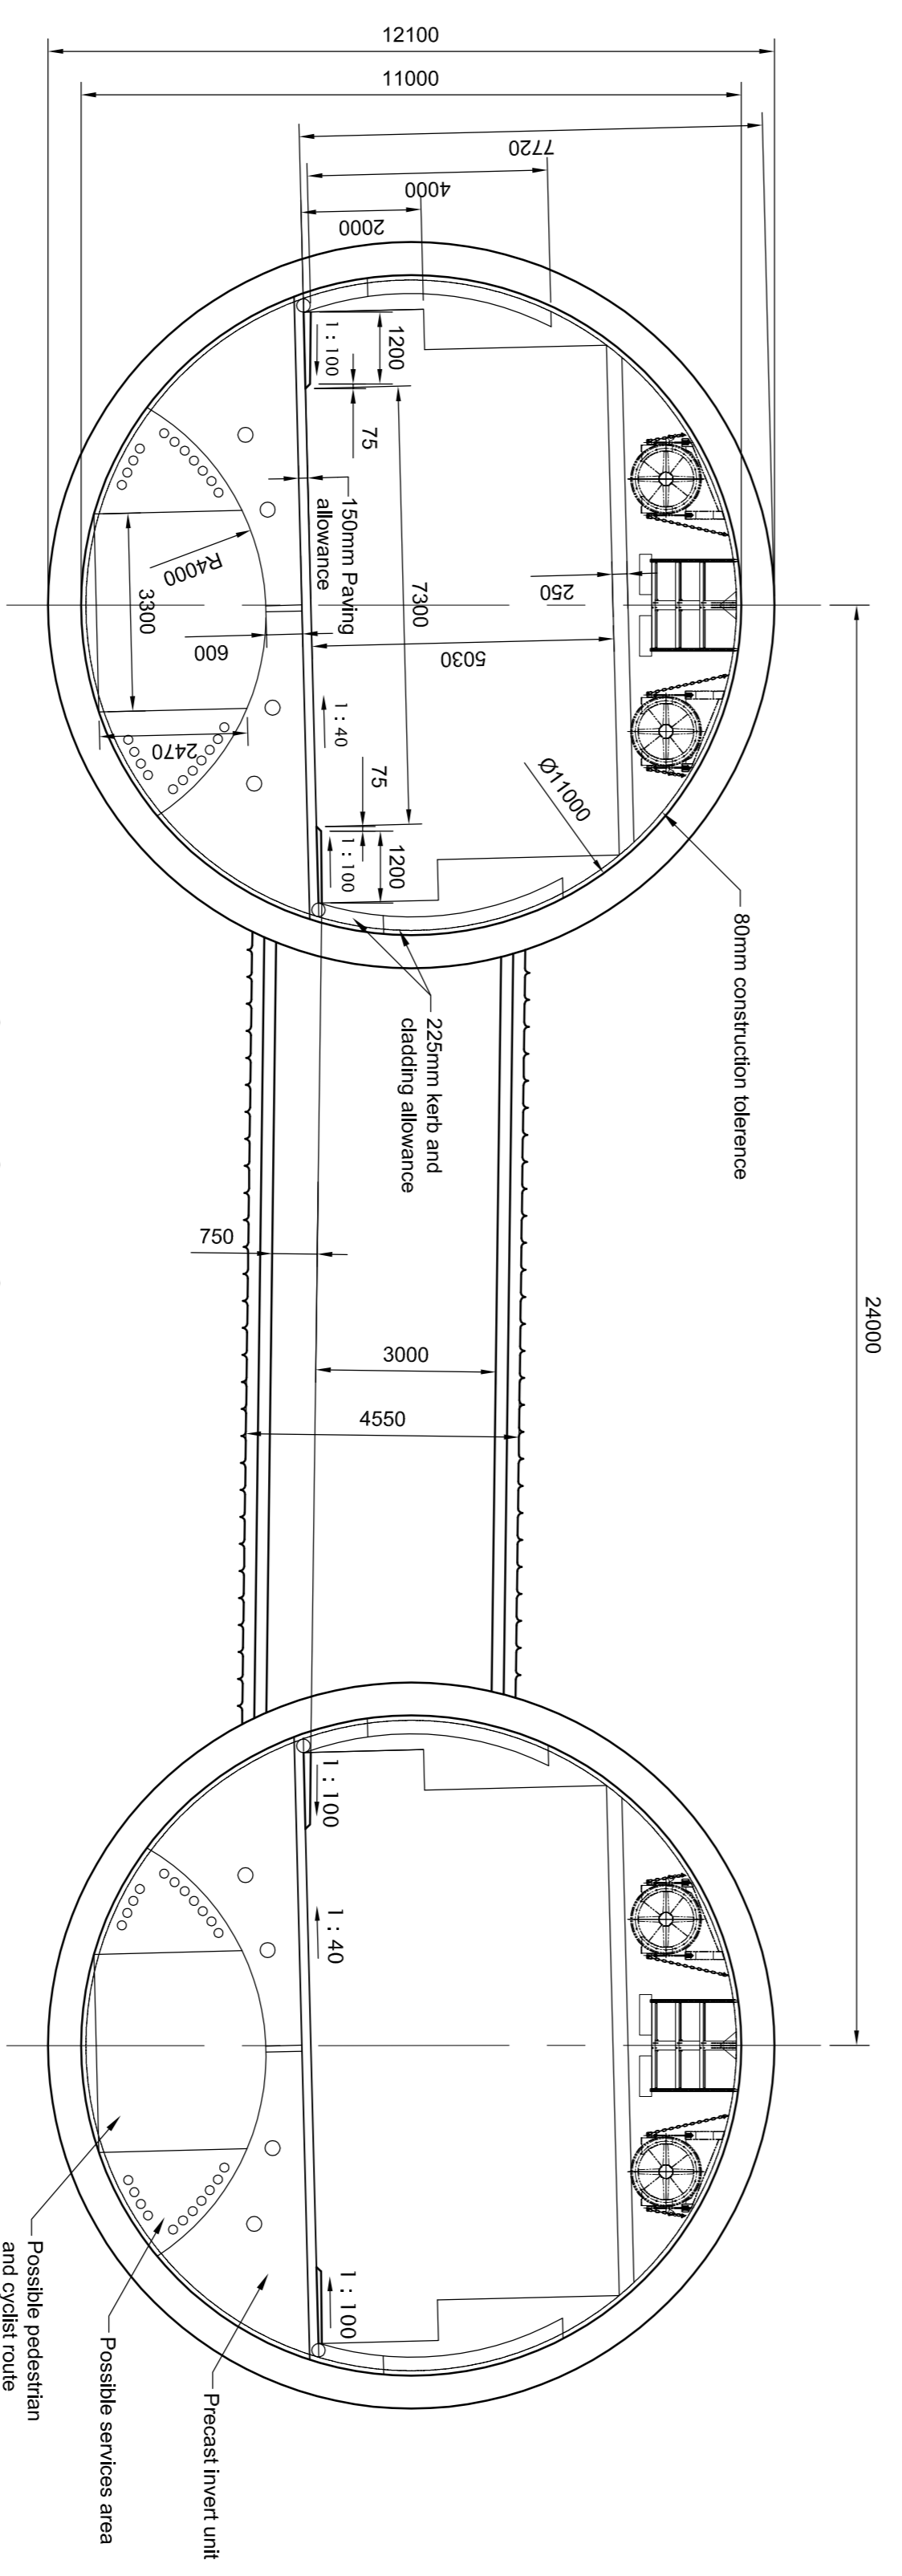 12100
11000
7720
4000
2000
1200
1 : 100
75
150mm Paving
allowance
7300
250
5030
R4000
3300
600
2470
1 : 40
75
1200
1 : 100
Ø11000
80mm construction tolerence
225mm kerb and
cladding allowance
24000
750
3000
4550
1 : 100
1 : 40
1 : 100
Possible pedestrian
and cyclist route
Possible services area
Precast invert unit